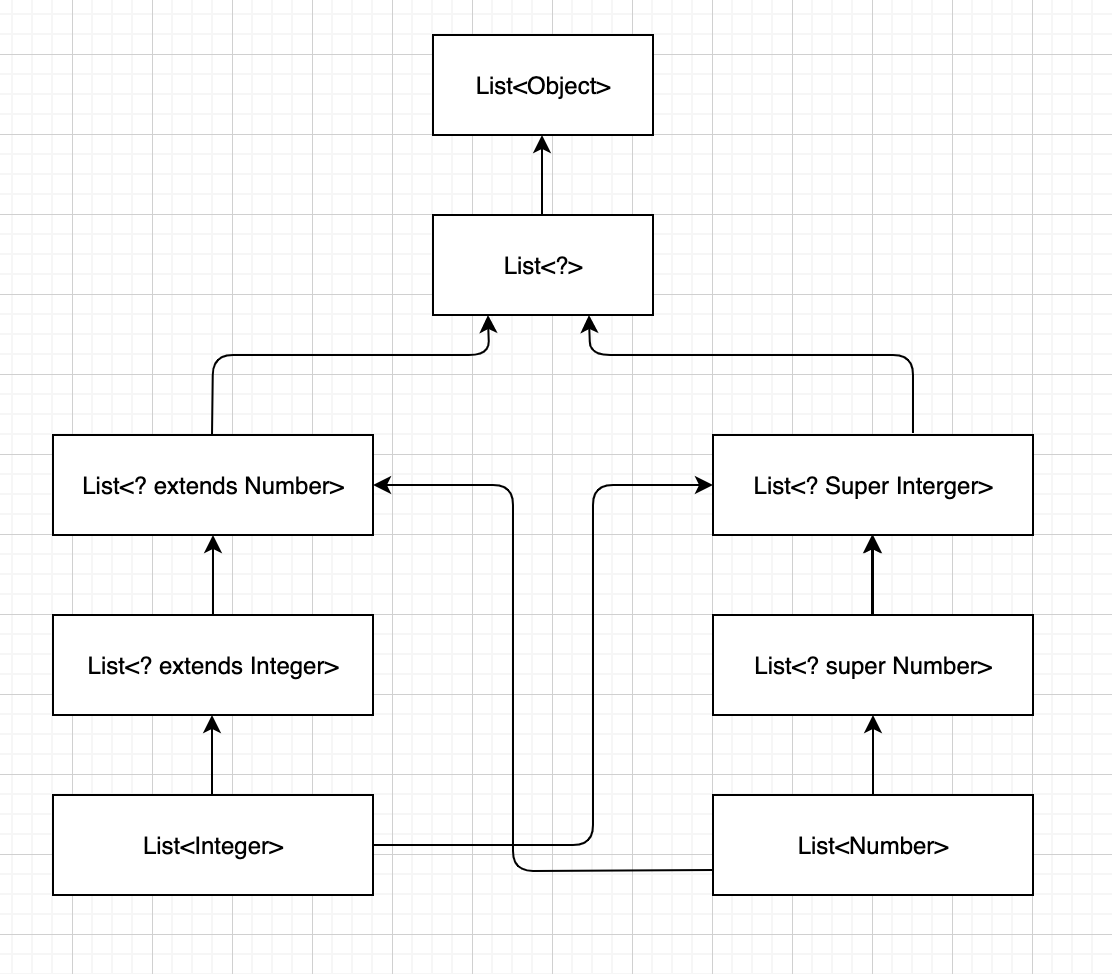 List<Object>
List<?>
List<? extends Number>
List<? Super Interger>
List<? extends Integer>
List<? super Number>
List<Integer>
List<Number>